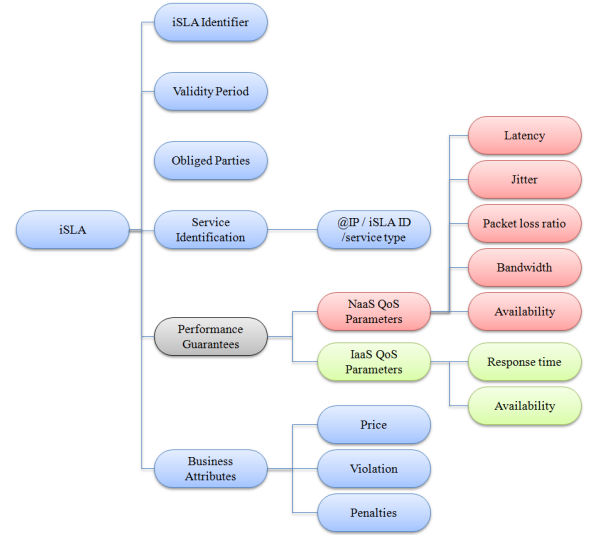 iSLA
iSLA Identifier
Validity Period
Obliged Parties
Service
Identification
@IP / iSLA ID
/service type
Performance
Guarantees
NaaS QoS
Parameters
Latency
Jitter
Packet loss ratio
Bandwidth
Availability
IaaS QoS
Parameters
Response time
Availability
Business
Attributes
Price
Violation
Penalties